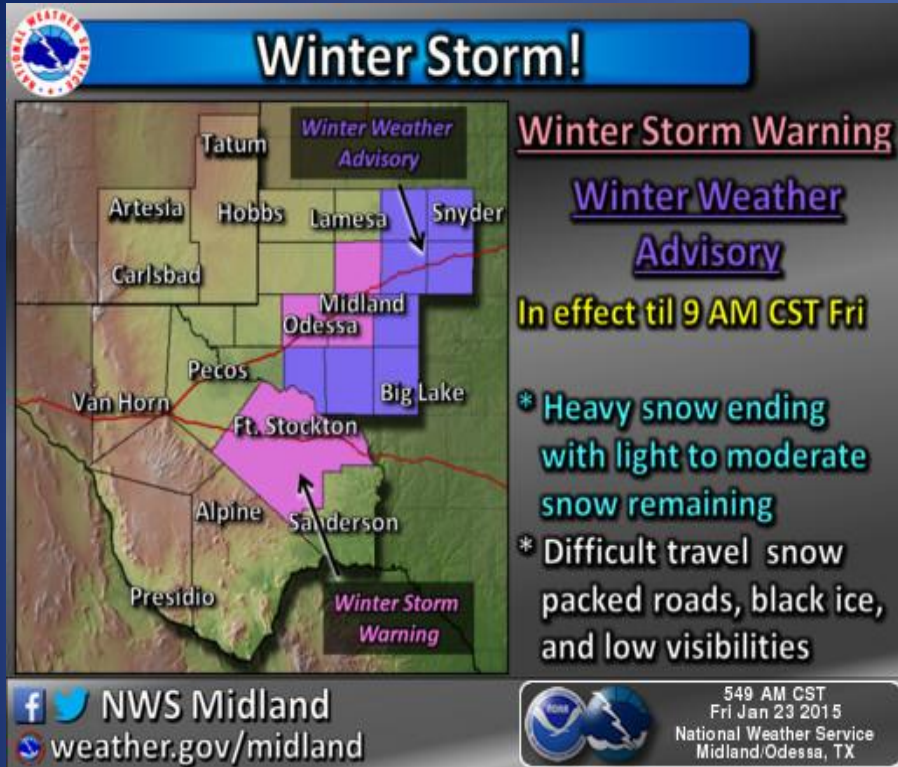 NATIONAL WEATHER SERVICE
Winter Storm!
Winter Weather
Advisory
Tatum
Artesia
Hobbs
Lamesa
Snyder
Carlsbad
Midland
Odessa
Pecos
Van Horn
Big Lake
Ft. Stockton
Alpine
Sanderson
Presidio
Winter Storm
Warning
Winter Storm Warning
Winter Weather
Advisory
In effect til 9 AM CST Fri
* Heavy snow ending
with light to moderate
snow remaining
* Difficult travel snow
packed roads, black ice,
and low visibilities
f NWS Midland
weather.gov/midland
NOAA
549 AM CST
Fri Jan 23 2015
National Weather Service
Midland/Odessa, TX